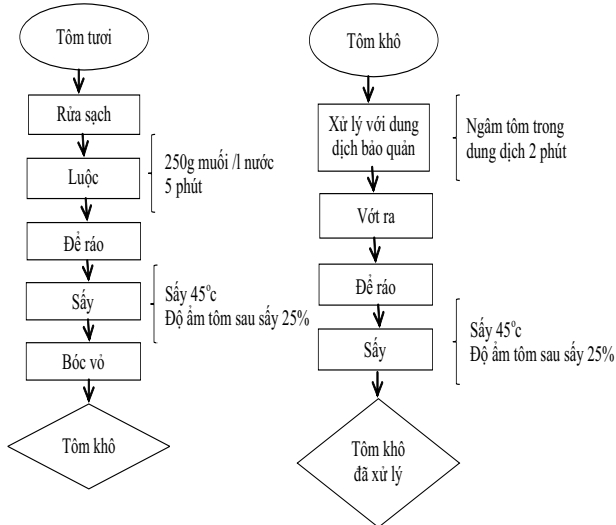 Tôm tươi
Rửa sạch
Luộc
250g muối /l nước
5 phút
Để ráo
Sấy
Sấy 45°c
Độ ẩm tôm sau sấy 25%
Bóc vỏ
Tôm khô
Tôm khô
Xử lý với dung
dịch bảo quản
Ngâm tôm trong
dung dịch 2 phút
Vớt ra
Để ráo
Sấy
Sấy 45°c
Độ ẩm tôm sau sấy 25%
Tôm khô
đã xử lý